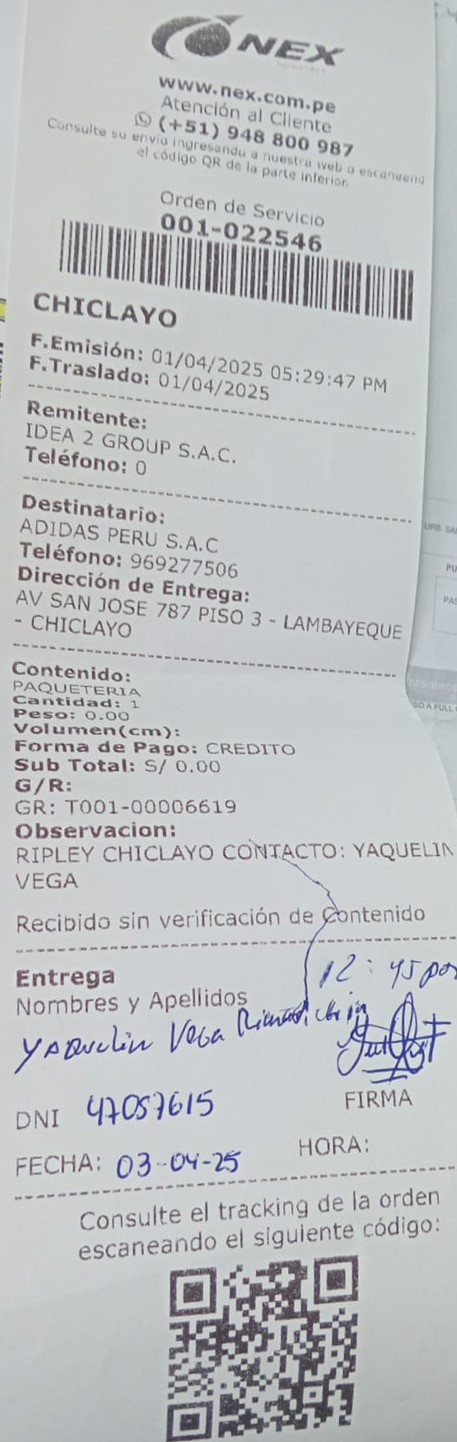 NEX
www.nex.com.pe
Atención al Cliente
(+51) 948 800 987
Consulte su envío ingresando a nuestra web o escaneando
el código QR de la parte inferior.
Orden de Servicio
001-022546
CHICLAYO
F.Emisión: 01/04/2025 05:29:47 PM
F.Traslado: 01/04/2025
Remitente:
IDEA 2 GROUP S.A.C.
Teléfono: 0
Destinatario:
ADIDAS PERU S.A.C
Teléfono: 969277506
Dirección de Entrega:
AV SAN JOSE 787 PISO 3 - LAMBAYEQUE
- CHICLAYO
Contenido:
PAQUETERIA
Cantidad: 1
Peso: 0.00
Volumen(cm):
Forma de Pago: CREDITO
Sub Total: S/ 0.00
G/R:
GR: T001-00006619
Observacion:
RIPLEY CHICLAYO CONTACTO: YAQUELIN
VEGA
Recibido sin verificación de Contenido
Entrega
12:45 pm
Nombres y Apellidos
Yaquelin Vega
DNI 47057615
FIRMA
FECHA: 03-04-25
HORA:
Consulte el tracking de la orden
escaneando el siguiente código: